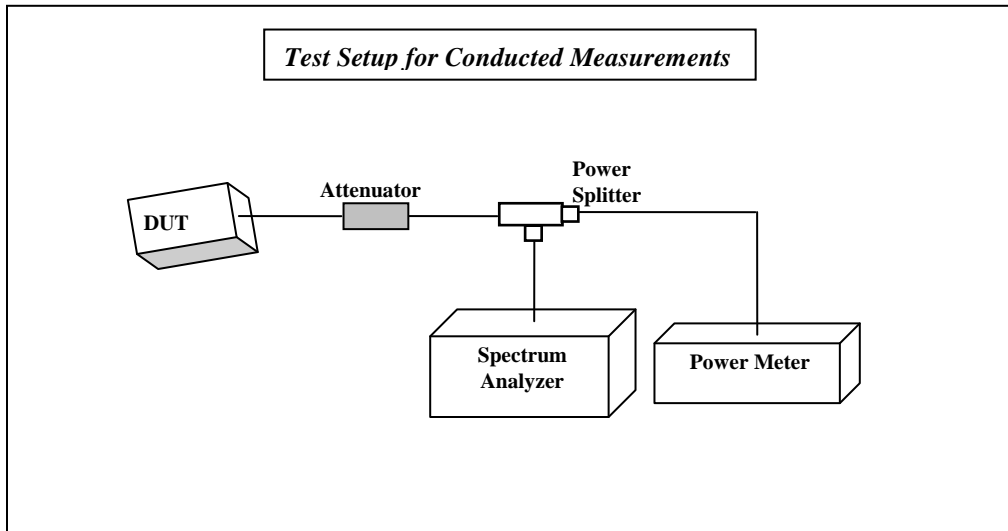 Test Setup for Conducted Measurements
Power
Splitter
Attenuator
DUT
Spectrum
Analyzer
Power Meter